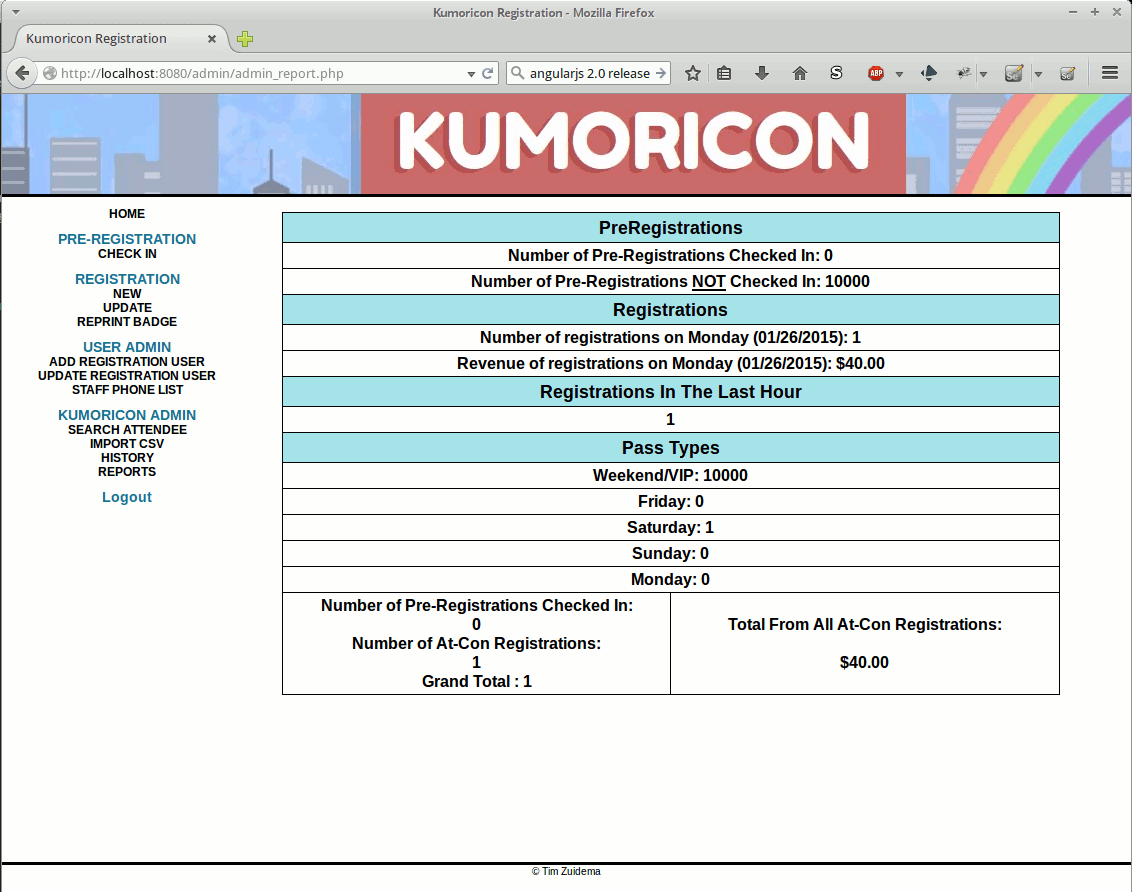 Kumoricon Registration - Mozilla Firefox
Kumoricon Registration
http://localhost:8080/admin/admin_report.php
angularjs 2.0 release
S
ABP
KUMORICON
HOME
PRE-REGISTRATION
CHECK IN
REGISTRATION
NEW
UPDATE
REPRINT BADGE
USER ADMIN
ADD REGISTRATION USER
UPDATE REGISTRATION USER
STAFF PHONE LIST
KUMORICON ADMIN
SEARCH ATTENDEE
IMPORT CSV
HISTORY
REPORTS
Logout
PreRegistrations
Number of Pre-Registrations Checked In: 0
Number of Pre-Registrations NOT Checked In: 10000
Registrations
Number of registrations on Monday (01/26/2015): 1
Revenue of registrations on Monday (01/26/2015): $40.00
Registrations In The Last Hour
1
Pass Types
Weekend/VIP: 10000
Friday: 0
Saturday: 1
Sunday: 0
Monday: 0
Number of Pre-Registrations Checked In:
0
Number of At-Con Registrations:
1
Grand Total : 1
Total From All At-Con Registrations:
$40.00
© Tim Zuidema